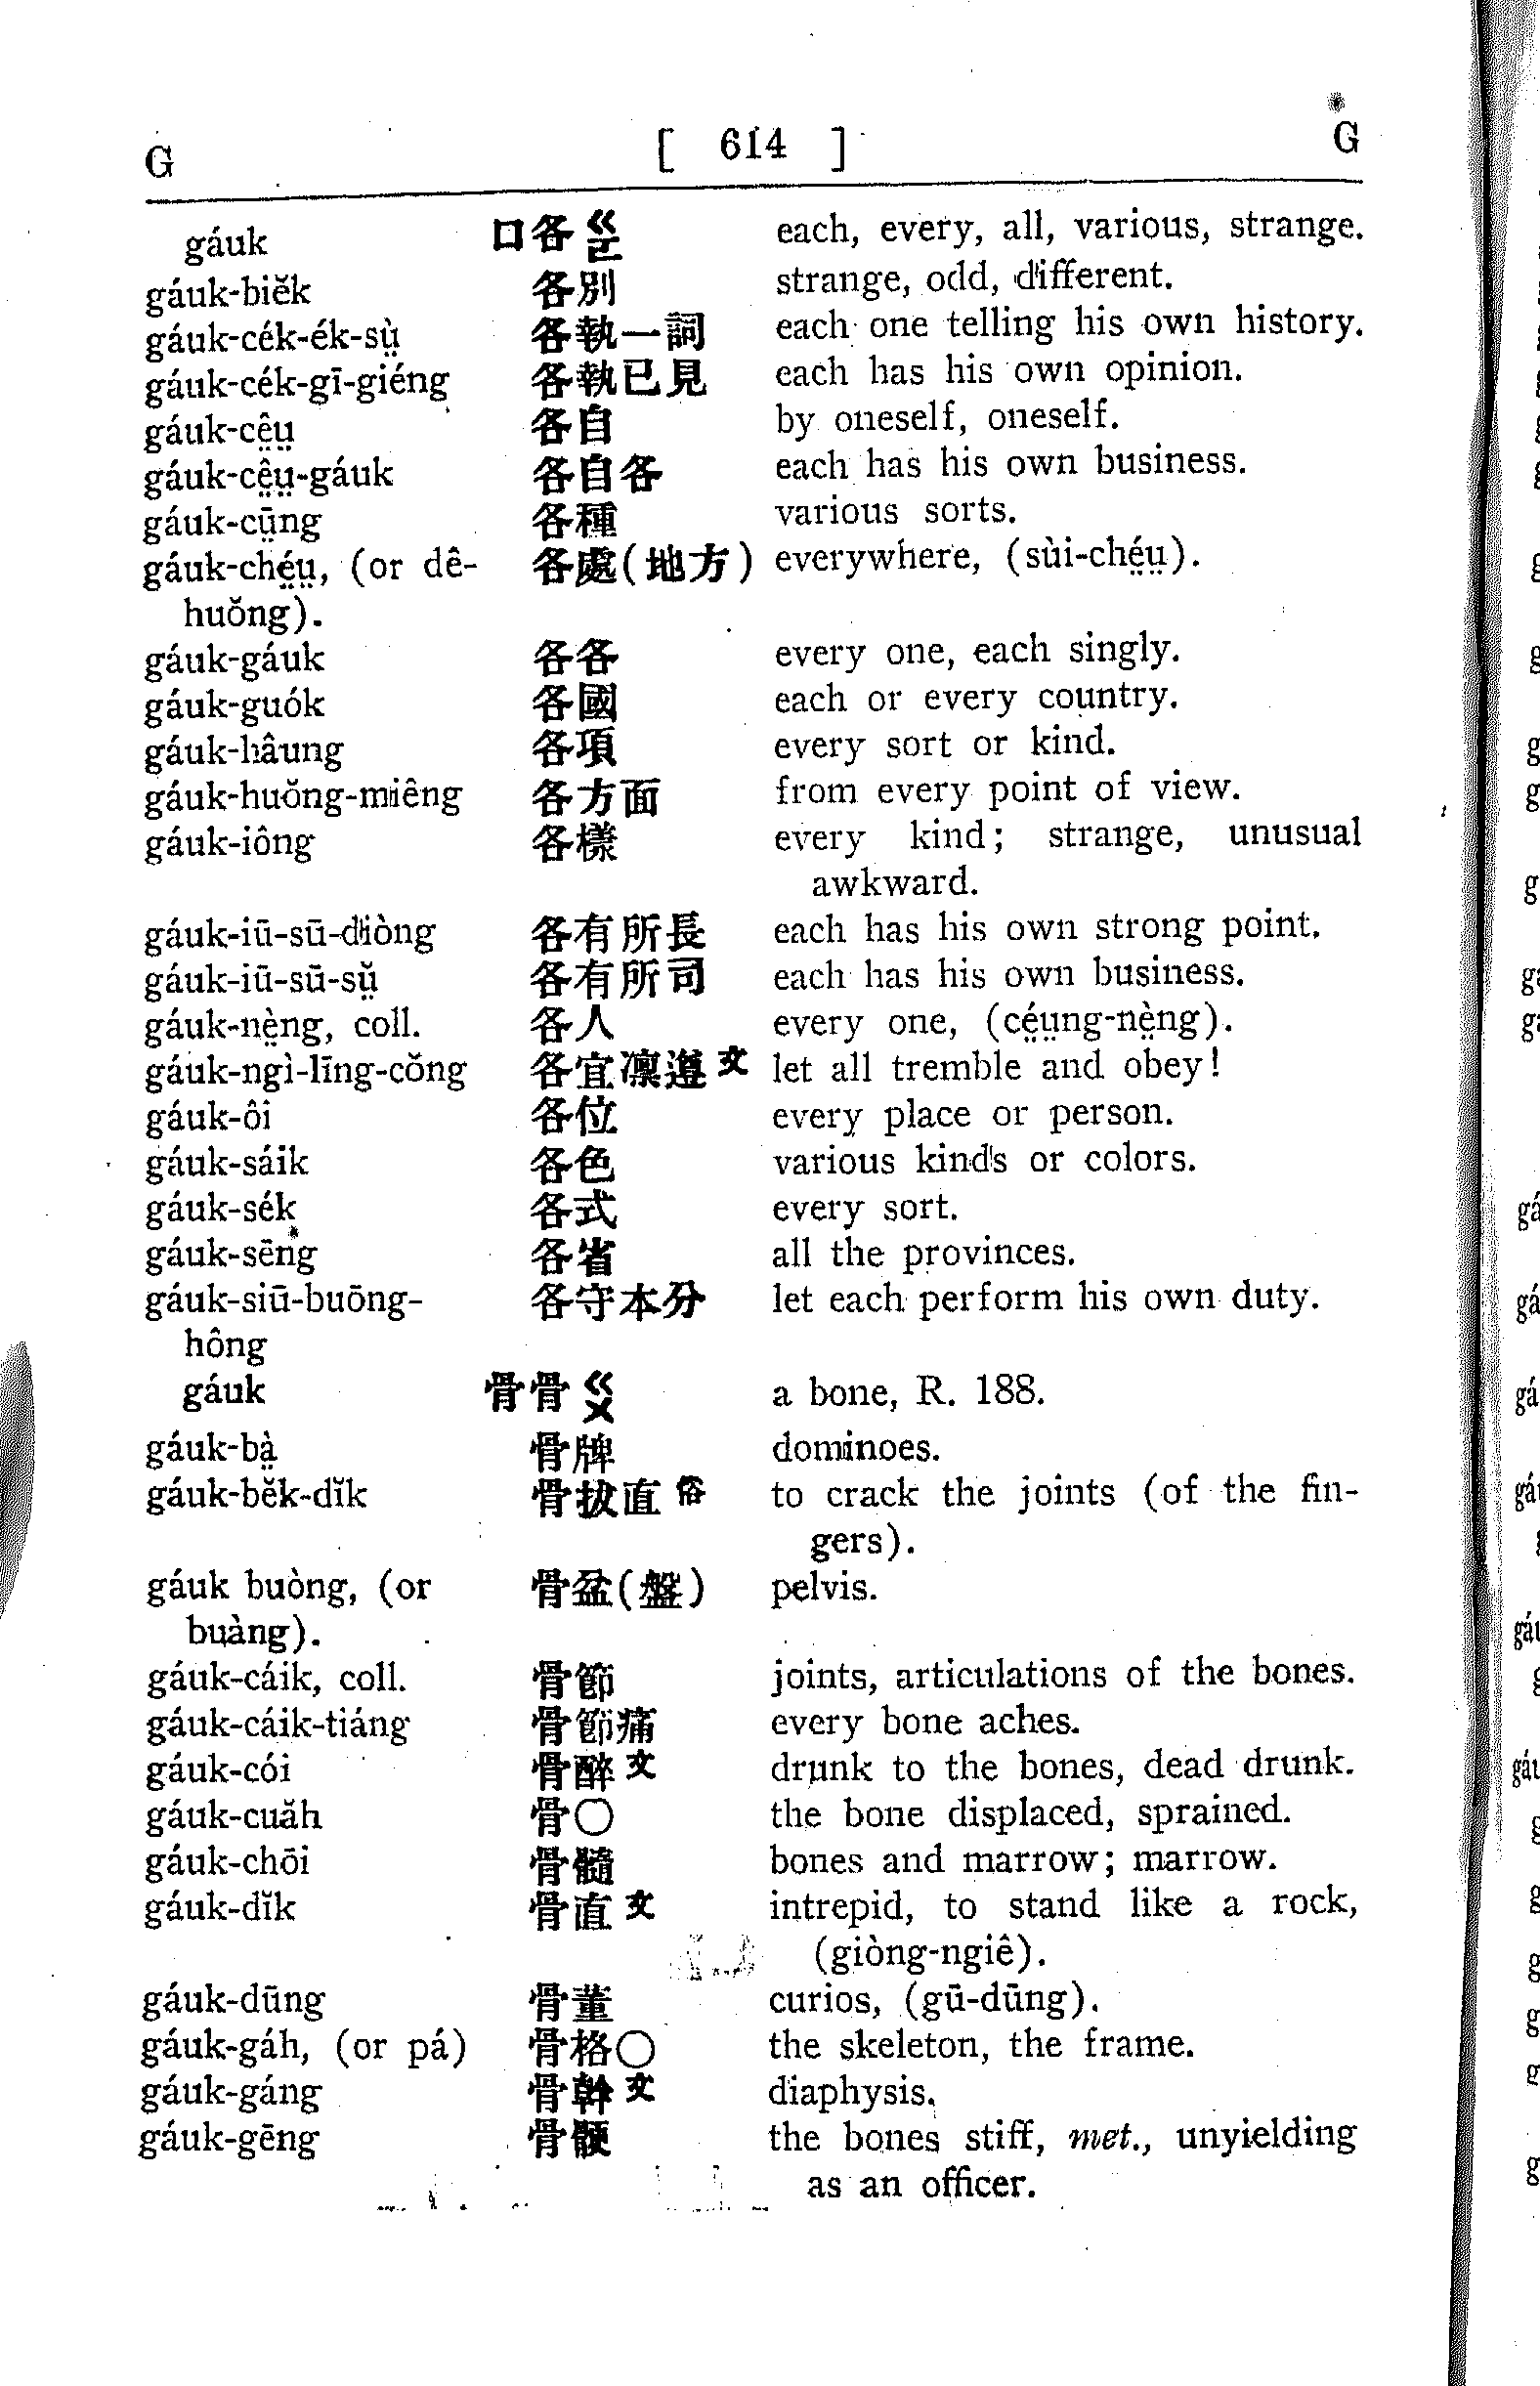 G [ 614 ] G
gáuk 口各 ㄍㄛ each, every, all, various, strange.
gáuk-biĕk 各別 strange, odd, different.
gáuk-cék-ék-sṳ̀ 各執一詞 each one telling his own history.
gáuk-cék-gī-giéng 各執已見 each has his own opinion.
gáuk-cê̤ṳ 各自 by oneself, oneself.
gáuk-cê̤ṳ-gáuk 各自各 each has his own business.
gáuk-cṳ̄ng 各種 various sorts.
gáuk-ché̤ṳ, (or dê- 各處(地方) everywhere, (sùi-ché̤ṳ).
huŏng).
gáuk-gáuk 各各 every one, each singly.
gáuk-guók 各國 each or every country.
gáuk-hâung 各項 every sort or kind.
gáuk-huŏng-miêng 各方面 from every point of view.
gáuk-iông 各樣 every kind; strange, unusual
awkward.
gáuk-iū-sū-diòng 各有所長 each has his own strong point.
gáuk-iū-sū-sṳ̆ 各有所司 each has his own business.
gáuk-nè̤ng, coll. 各人 every one, (cé̤ṳng-nè̤ng).
gáuk-ngì-līng-cŏng 各宜凜遵文 let all tremble and obey!
gáuk-ôi 各位 every place or person.
gáuk-sáik 各色 various kinds or colors.
gáuk-sék 各式 every sort.
gáuk-sēng 各省 all the provinces.
gáuk-siū-buōng- 各守本分 let each perform his own duty.
hông
gáuk 骨骨 ㄍㄨ a bone, R. 188.
gáuk-bà̤ 骨牌 dominoes.
gáuk-bĕk-dĭk 骨拔直俗 to crack the joints (of the fin-
gers).
gáuk buòng, (or 骨盆(盤) pelvis.
buàng).
gáuk-cáik, coll. 骨節 joints, articulations of the bones.
gáuk-cáik-tiáng 骨節痛 every bone aches.
gáuk-cói 骨醉文 drunk to the bones, dead drunk.
gáuk-cuăh 骨〇 the bone displaced, sprained.
gáuk-chōi 骨髓 bones and marrow; marrow.
gáuk-dĭk 骨直文 intrepid, to stand like a rock,
(giòng-ngiê).
gáuk-dūng 骨董 curios, (gū-dūng).
gáuk-gáh, (or pá) 骨格〇 the skeleton, the frame.
gáuk-gáng 骨幹文 diaphysis.
gáuk-gēng 骨骾 the bones stiff, met., unyielding
as an officer.